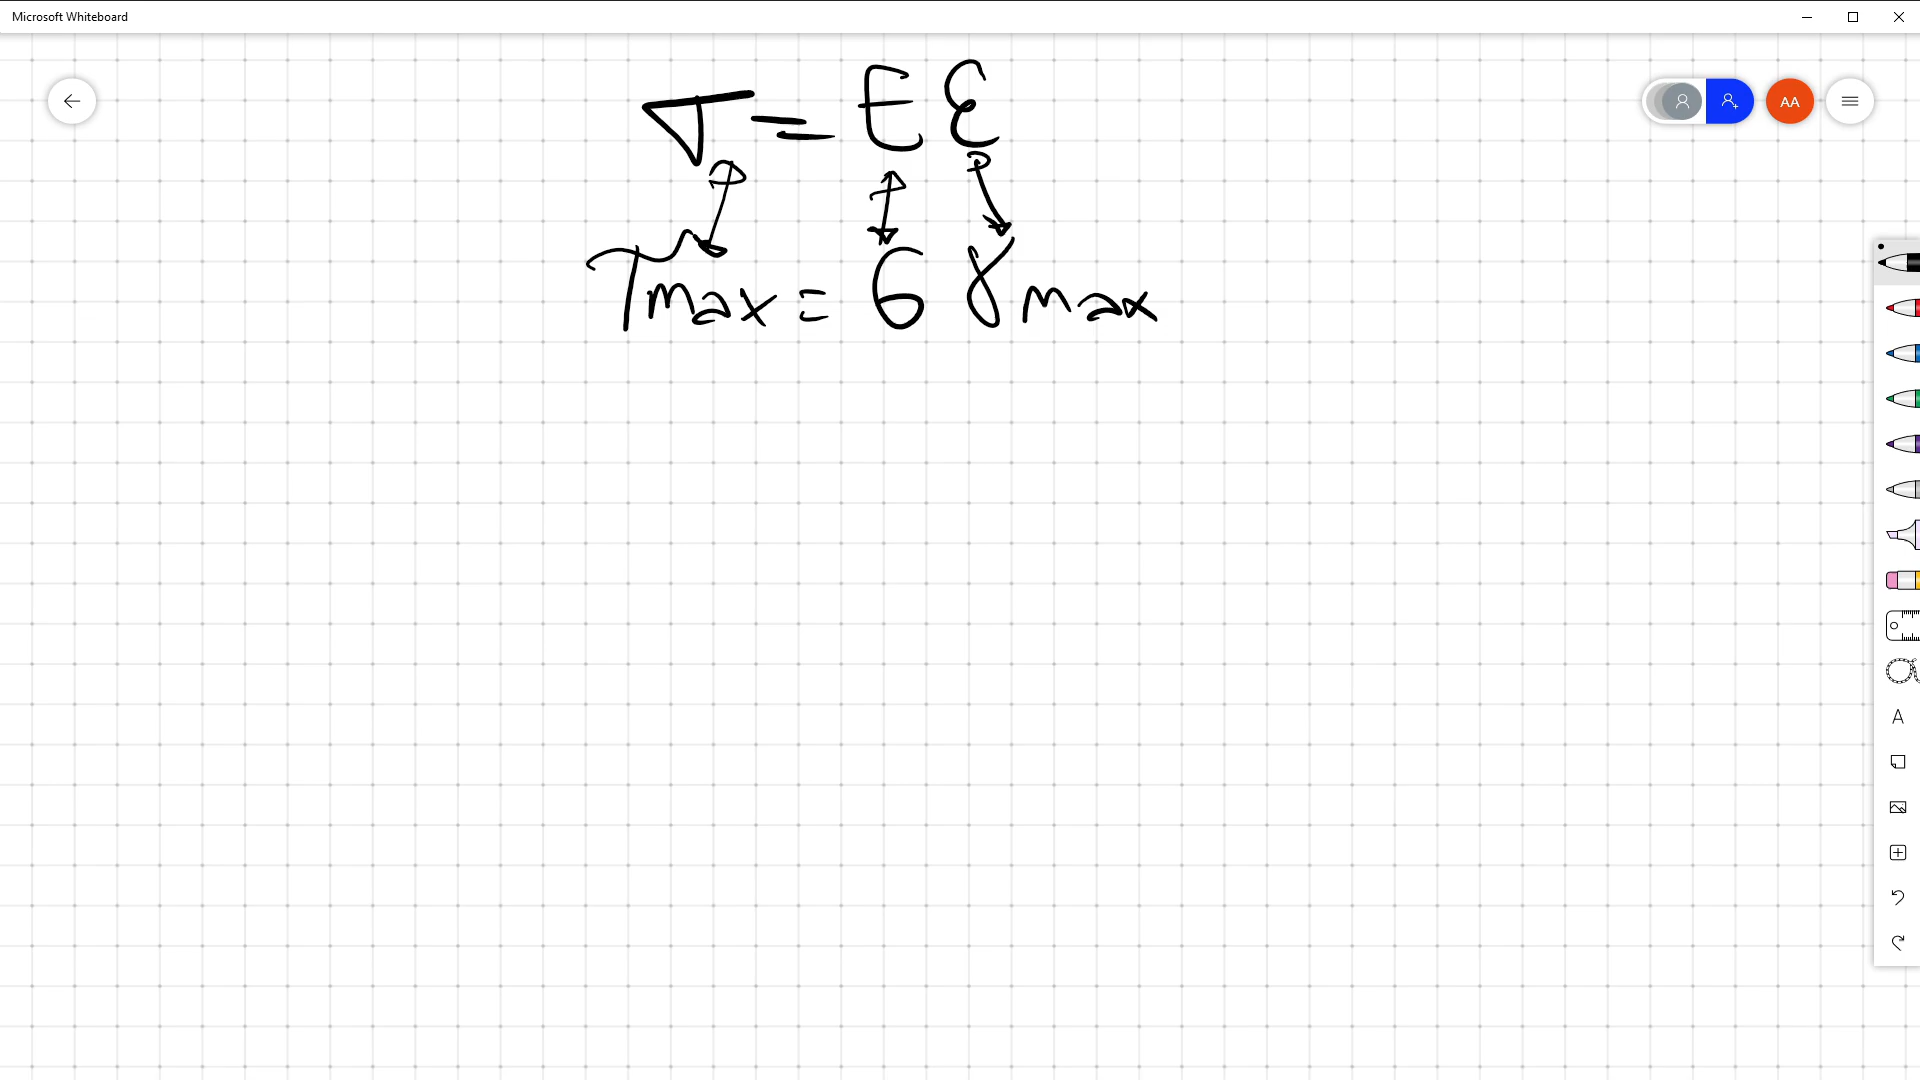 Microsoft Whiteboard
σ = E ε
AA
τmax = G γmax
A